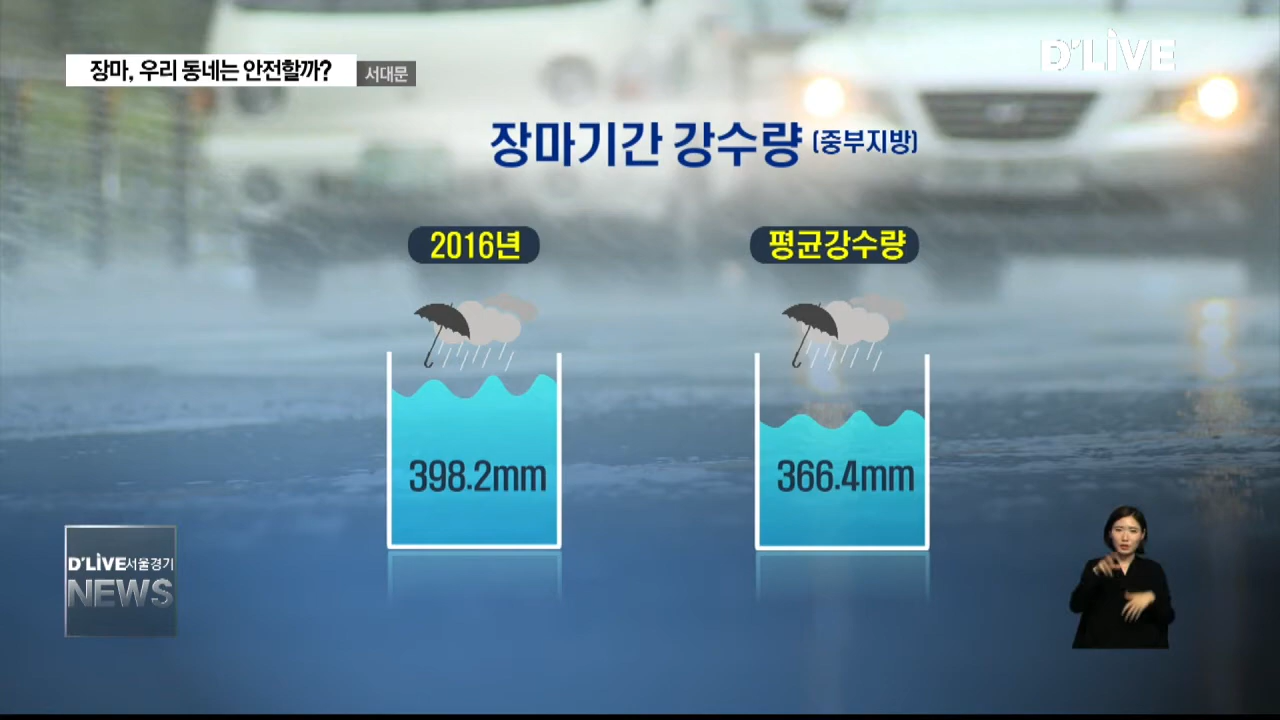 장마, 우리 동네는 안전할까? 서대문
D'LIVE
장마기간 강수량 (중부지방)
2016년
평균강수량
398.2mm
366.4mm
D'LIVE서울경기
NEWS